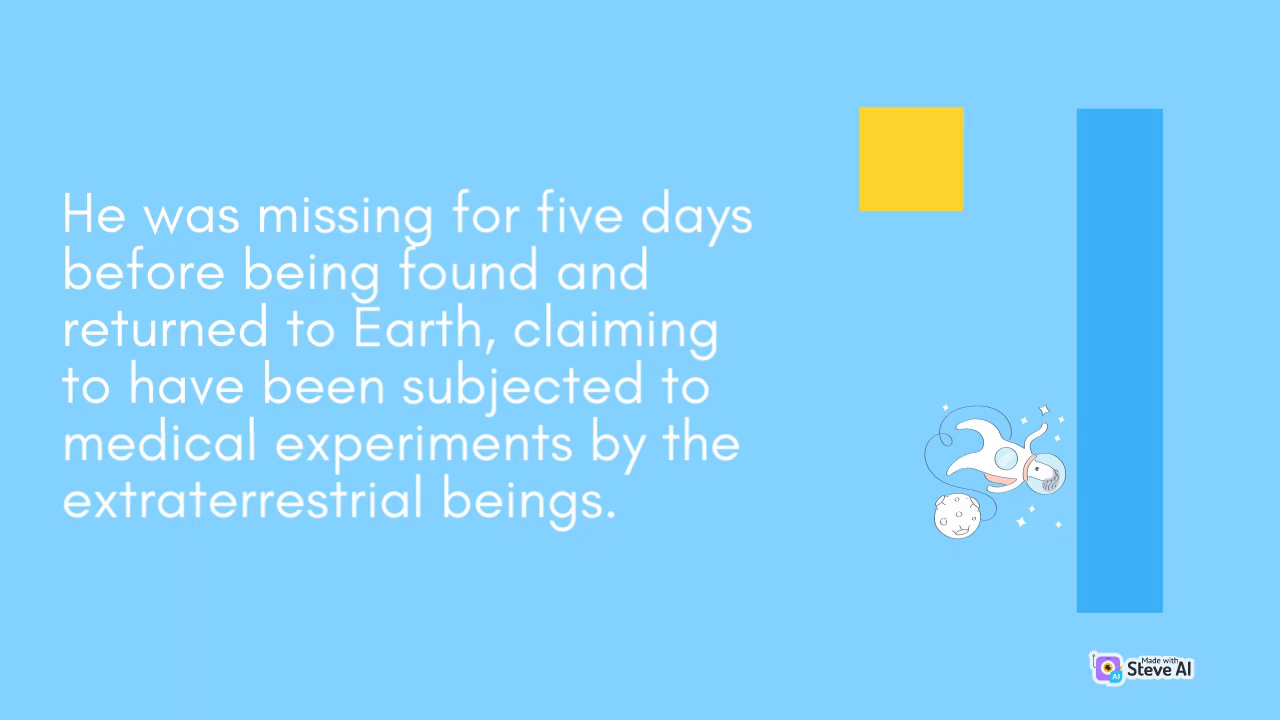 He was missing for five days
before being found and
returned to Earth, claiming
to have been subjected to
medical experiments by the
extraterrestrial beings.
Made with
Steve AI
AI